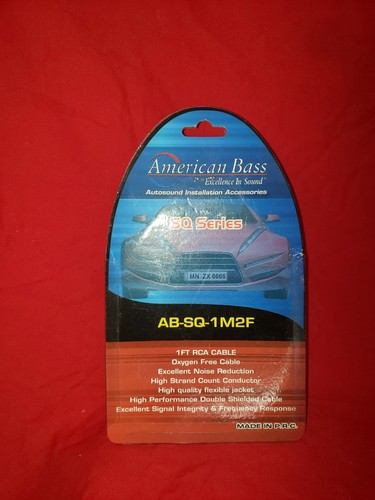 American Bass
Excellence In Sound
Autosound Installation Accessories
SQ Series
MN. ZX 6666
AB-SQ-1M2F
1FT RCA CABLE
Oxygen Free Cable
Excellent Noise Reduction
High Strand Count Conductor
High quality flexible jacket
High Performance Double Shielded Cable
Excellent Signal Integrity & Frequency Response
MADE IN P.R.C.